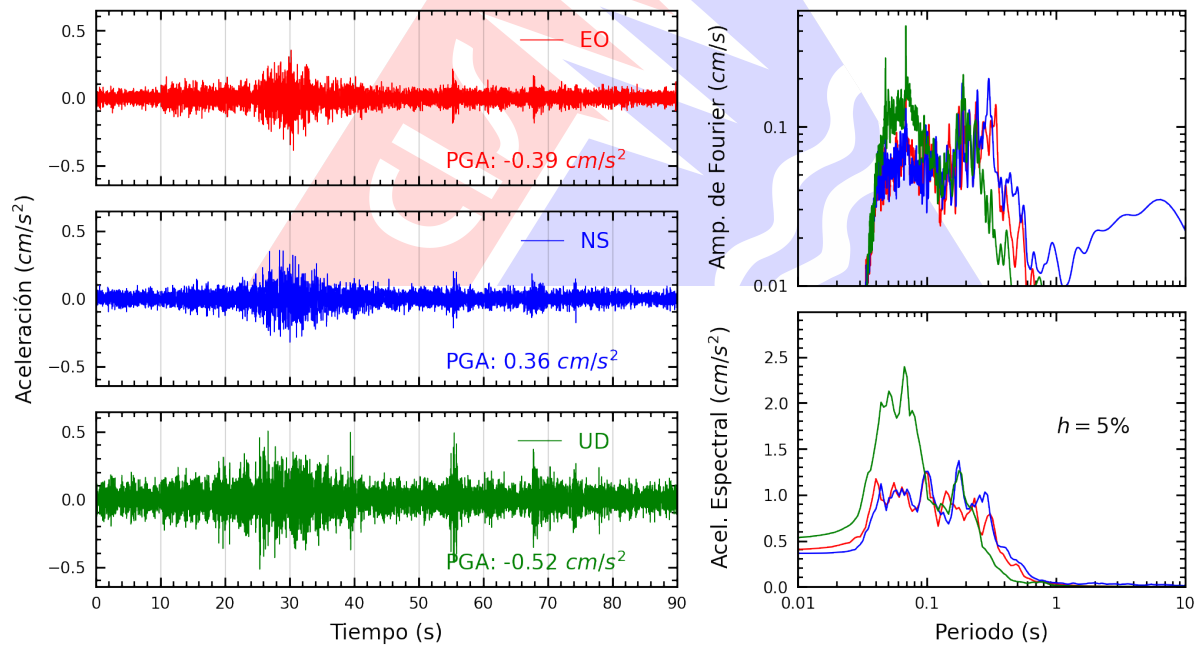 Aceleración (cm/s²)
0.5
0.0
−0.5
EO
PGA: -0.39 cm/s²
0.5
0.0
−0.5
NS
PGA: 0.36 cm/s²
0.5
0.0
−0.5
UD
PGA: -0.52 cm/s²
0 10 20 30 40 50 60 70 80 90
Tiempo (s)
Amp. de Fourier (cm/s)
0.1
0.01
Acel. Espectral (cm/s²)
2.5
2.0
1.5
1.0
0.5
0.0
h = 5%
0.01 0.1 1 10
Periodo (s)